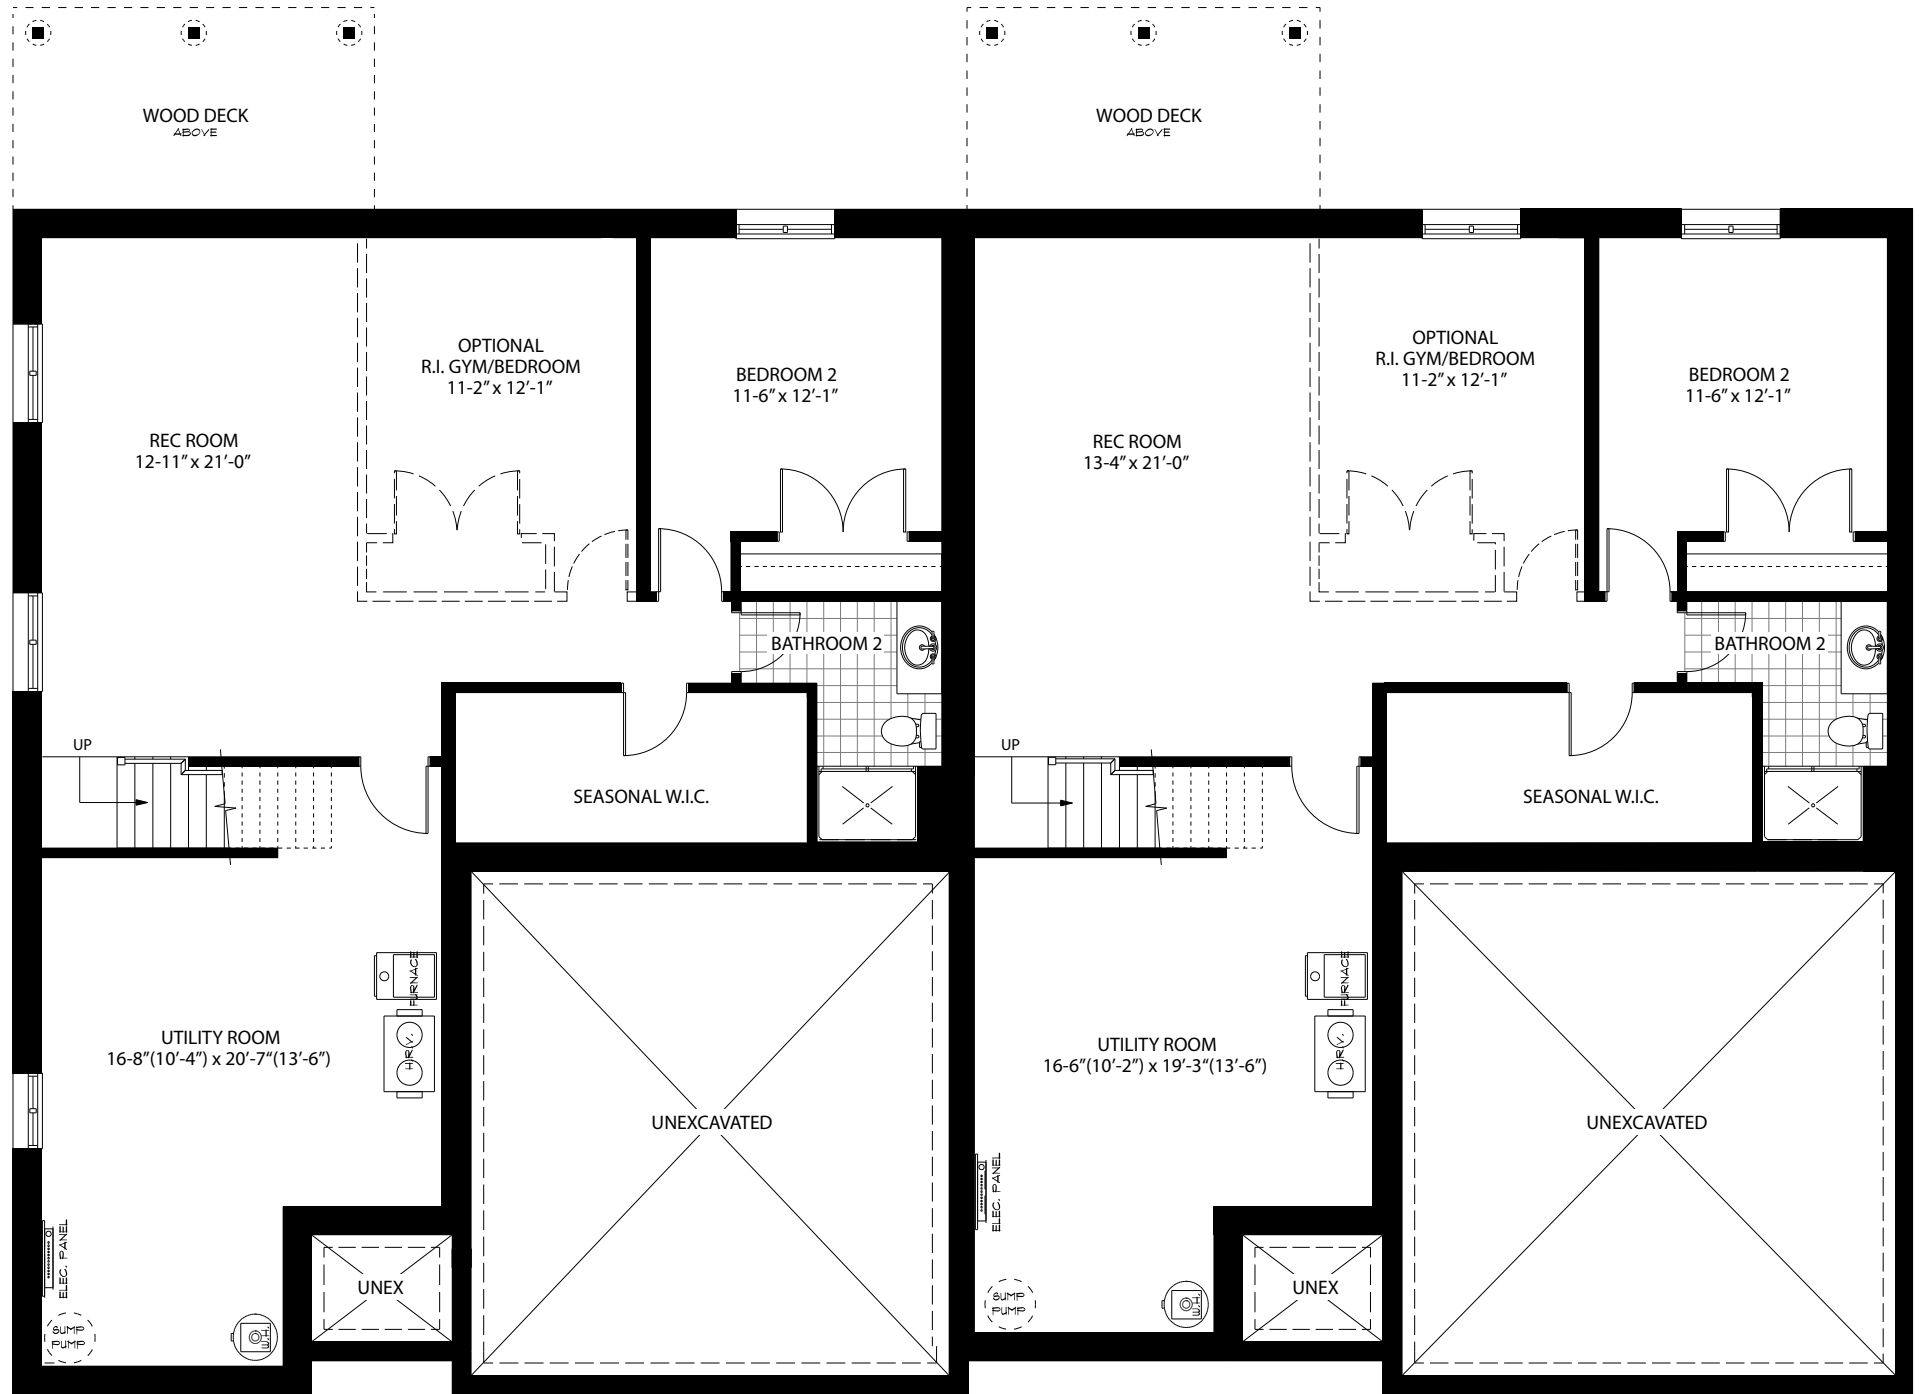 WOOD DECK
ABOVE
OPTIONAL
R.I. GYM/BEDROOM
11-2” x 12’-1”
BEDROOM 2
11-6” x 12’-1”
REC ROOM
12-11” x 21’-0”
BATHROOM 2
UP
SEASONAL W.I.C.
FURNACE
H.R.V.
UTILITY ROOM
16-8”(10’-4”) x 20’-7“(13’-6”)
UNEXCAVATED
ELEC. PANEL
UNEX
SUMP
PUMP
W.H.
WOOD DECK
ABOVE
OPTIONAL
R.I. GYM/BEDROOM
11-2” x 12’-1”
BEDROOM 2
11-6” x 12’-1”
REC ROOM
13-4” x 21’-0”
BATHROOM 2
UP
SEASONAL W.I.C.
FURNACE
H.R.V.
UTILITY ROOM
16-6”(10’-2”) x 19’-3“(13’-6”)
UNEXCAVATED
ELEC. PANEL
UNEX
SUMP
PUMP
W.H.